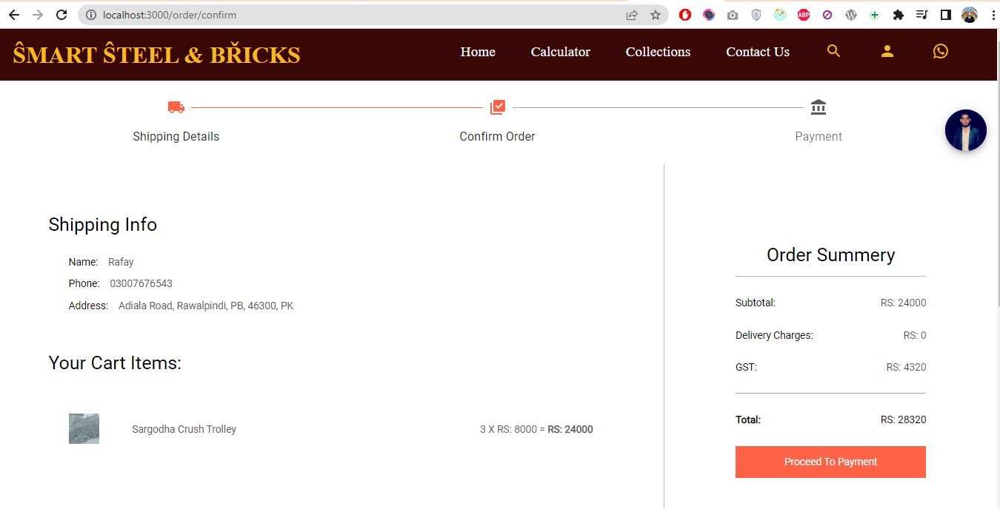 localhost:3000/order/confirm
ABP
ŜMART ŜTEEL & BŘICKS
Home
Calculator
Collections
Contact Us
Shipping Details
Confirm Order
Payment
Shipping Info
Name: Rafay
Phone: 03007676543
Address: Adiala Road, Rawalpindi, PB, 46300, PK
Your Cart Items:
Sargodha Crush Trolley
3 X RS: 8000 = RS: 24000
Order Summery
Subtotal: RS: 24000
Delivery Charges: RS: 0
GST: RS: 4320
Total: RS: 28320
Proceed To Payment